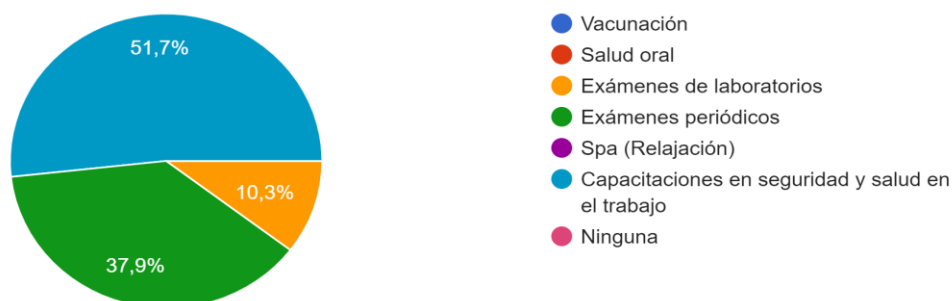 51,7%
10,3%
37,9%
Vacunación
Salud oral
Exámenes de laboratorios
Exámenes periódicos
Spa (Relajación)
Capacitaciones en seguridad y salud en
el trabajo
Ninguna